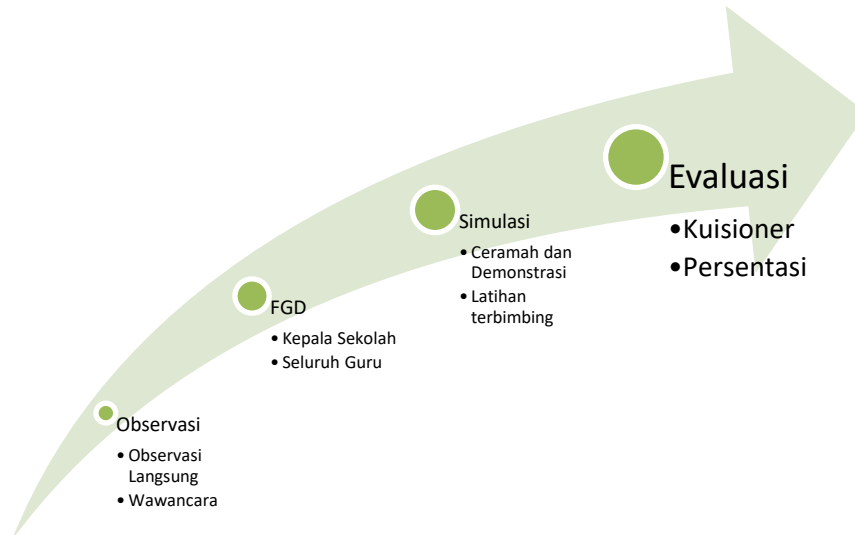 Observasi
• Observasi
Langsung
• Wawancara
FGD
• Kepala Sekolah
• Seluruh Guru
Simulasi
• Ceramah dan
Demonstrasi
• Latihan
terbimbing
Evaluasi
•Kuisioner
•Persentasi